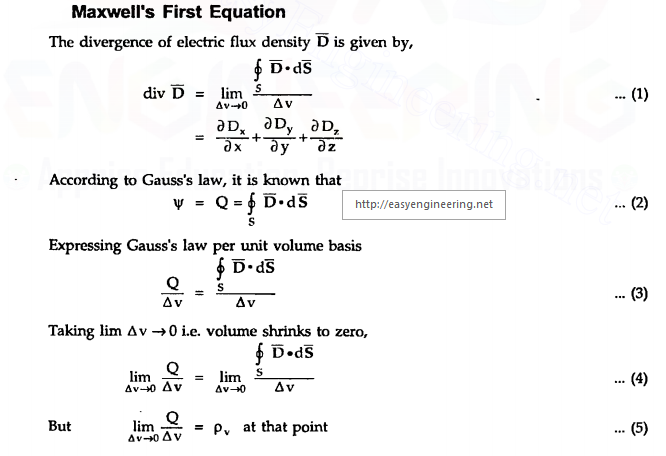 Maxwell's First Equation
The divergence of electric flux density D̅ is given by,
div D̅ = lim Δv→0 ∮S D̅•dS̅ / Δv ... (1)
= ∂Dx/∂x + ∂Dy/∂y + ∂Dz/∂z
According to Gauss's law, it is known that
ψ = Q = ∮S D̅•dS̅ ... (2)
http://easyengineering.net
Expressing Gauss's law per unit volume basis
Q/Δv = ∮S D̅•dS̅ / Δv ... (3)
Taking lim Δv→0 i.e. volume shrinks to zero,
lim Δv→0 Q/Δv = lim Δv→0 ∮S D̅•dS̅ / Δv ... (4)
But lim Δv→0 Q/Δv = ρv at that point ... (5)